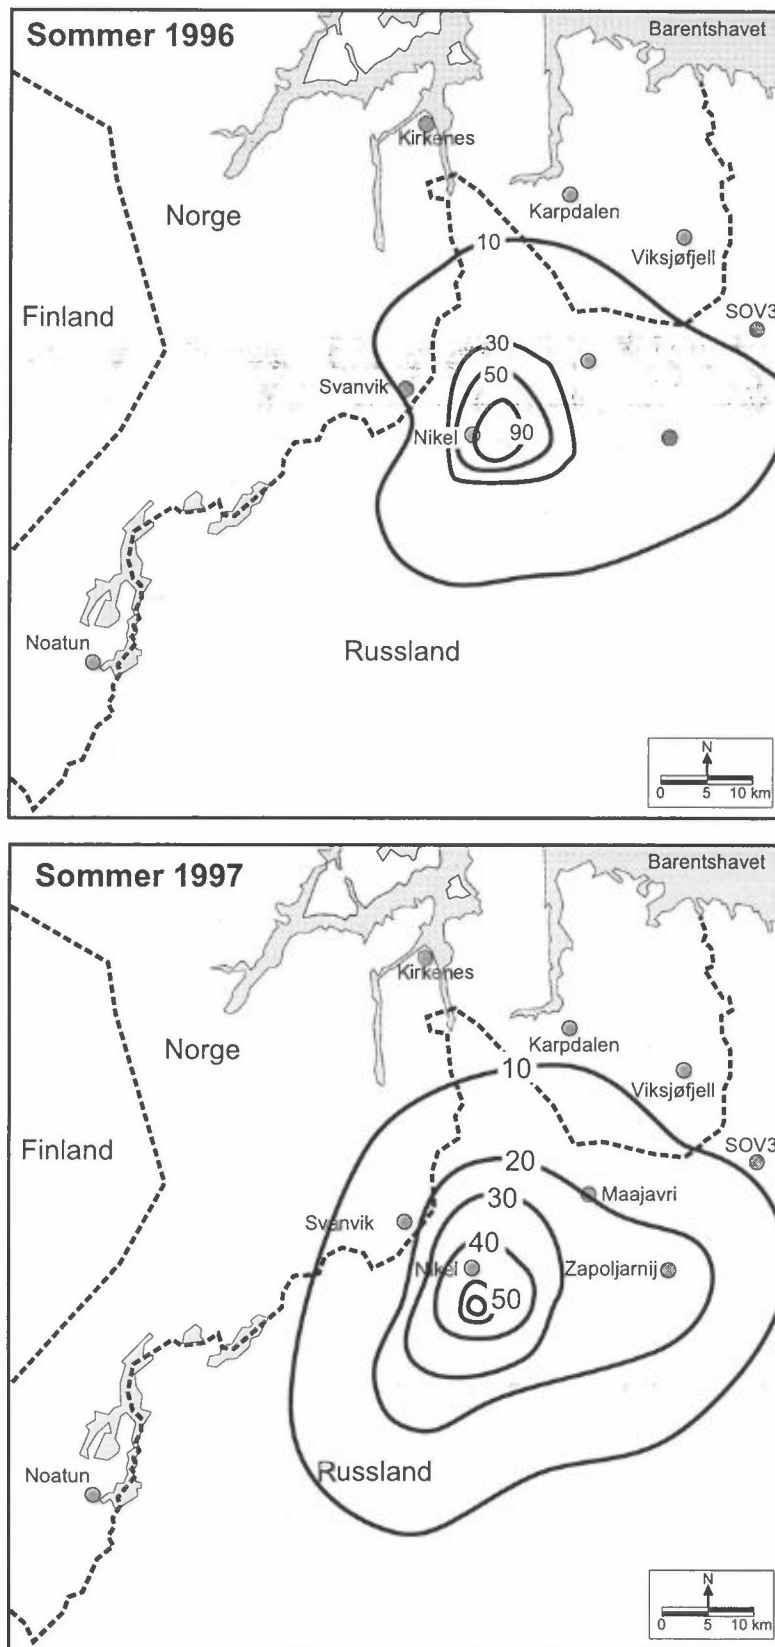 Sommer 1996
Barentshavet
Kirkenes
Norge
Karpdalen
10
Viksjøfjell
Finland
SOV3
30
50
Svanvik
Nikel
90
Noatun
Russland
N
0 5 10 km
Sommer 1997
Barentshavet
Kirkenes
Norge
Karpdalen
10
Viksjøfjell
Finland
SOV3
20
Maajavri
30
Svanvik
40
Nikel
Zapoljarnij
50
Russland
Noatun
N
0 5 10 km